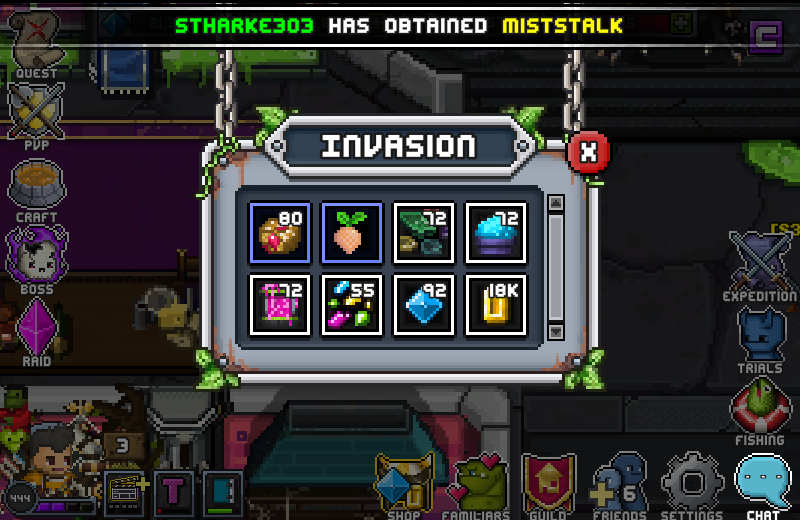 STHARKE303 HAS OBTAINED MISTSTALK
QUEST
PVP
CRAFT
BOSS
RAID
INVASION
X
80
72
72
72
55
92
18K
EXPEDITION
TRIALS
FISHING
3
444
T
SHOP
FAMILIARS
GUILD
6
FRIENDS
SETTINGS
CHAT